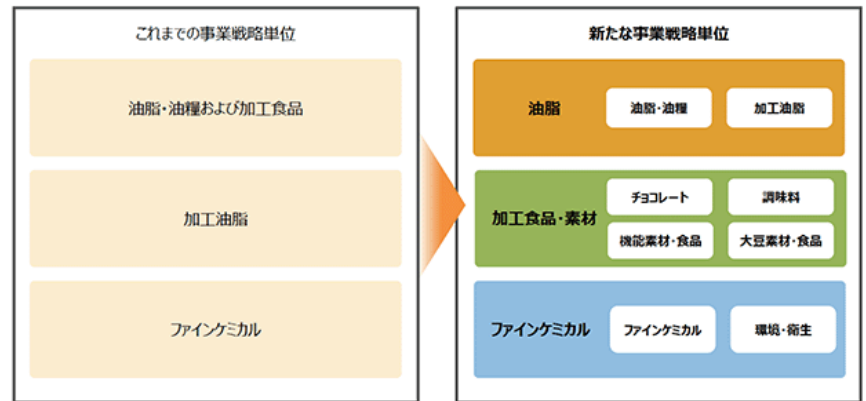 これまでの事業戦略単位
油脂・油糧および加工食品
加工油脂
ファインケミカル
新たな事業戦略単位
油脂
油脂・油糧
加工油脂
加工食品・素材
チョコレート
調味料
機能素材・食品
大豆素材・食品
ファインケミカル
ファインケミカル
環境・衛生